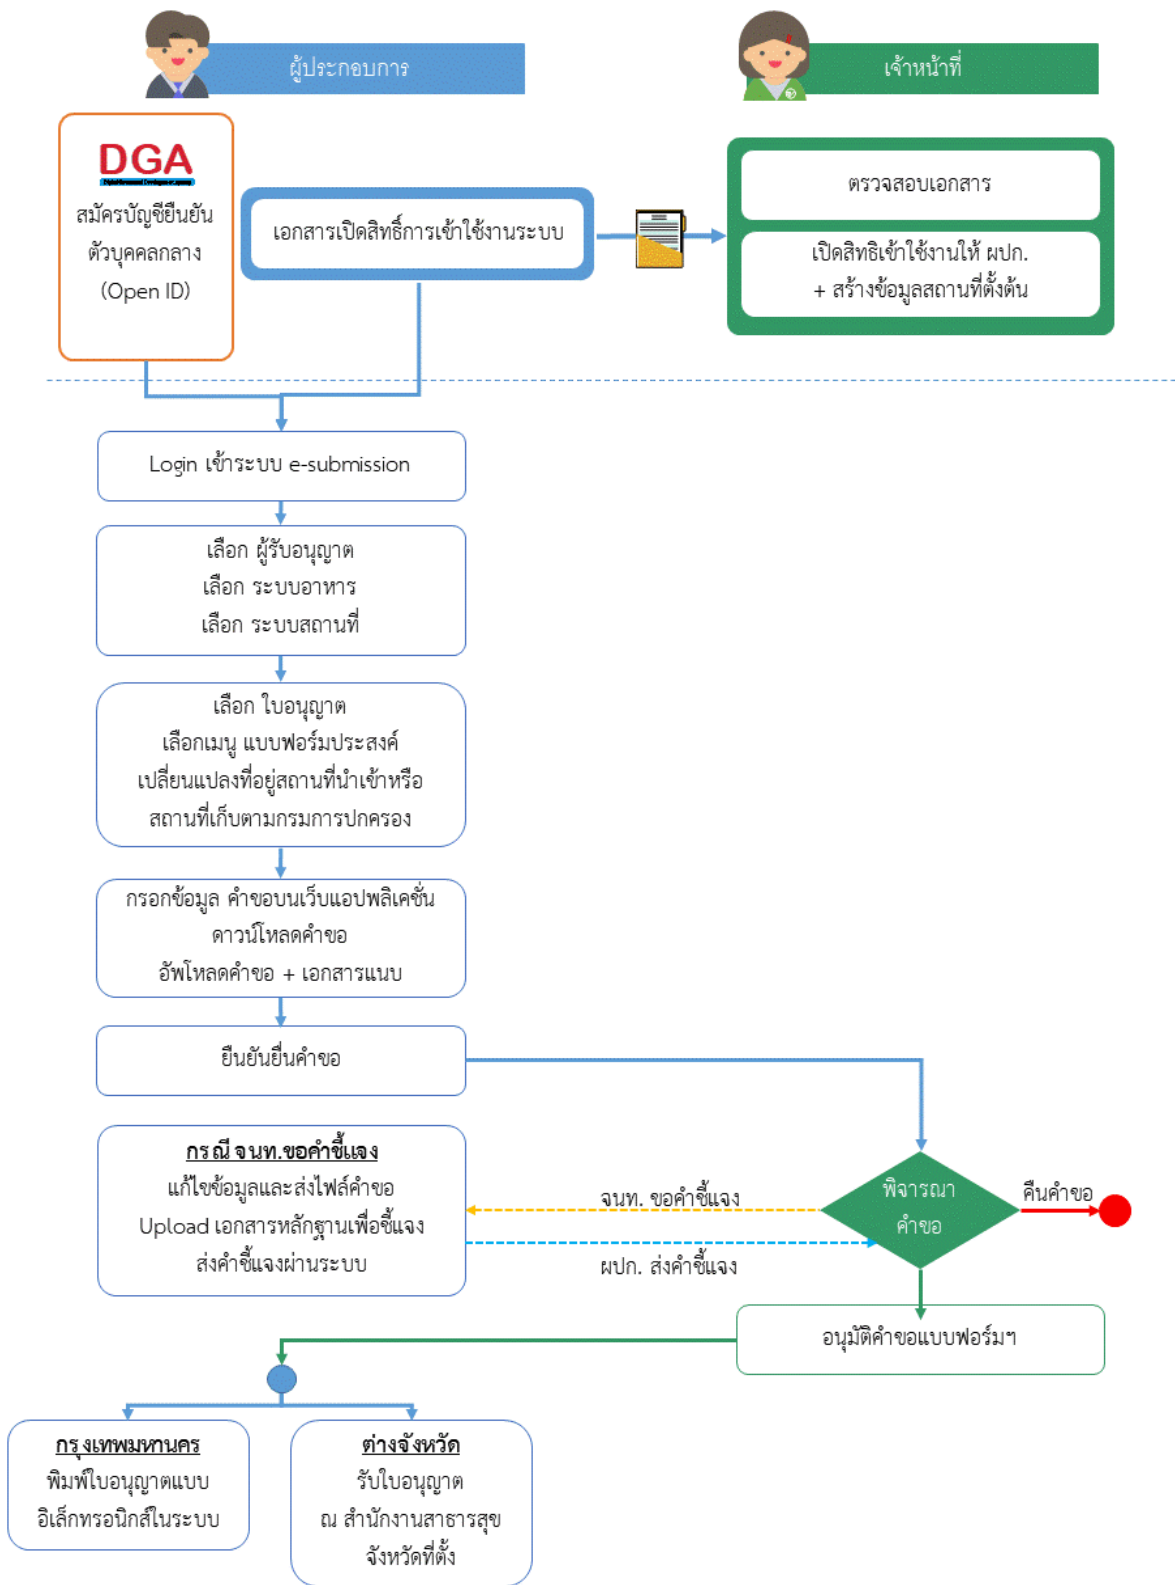 ผู้ประกอบการ
เจ้าหน้าที่
DGA
สมัครบัญชียืนยัน
ตัวบุคคลกลาง
(Open ID)
เอกสารเปิดสิทธิ์การเข้าใช้งานระบบ
ตรวจสอบเอกสาร
เปิดสิทธิเข้าใช้งานให้ ผปก.
+ สร้างข้อมูลสถานที่ตั้งต้น
Login เข้าระบบ e-submission
เลือก ผู้รับอนุญาต
เลือก ระบบอาหาร
เลือก ระบบสถานที่
เลือก ใบอนุญาต
เลือกเมนู แบบฟอร์มประสงค์
เปลี่ยนแปลงที่อยู่สถานที่นำเข้าหรือ
สถานที่เก็บตามกรมการปกครอง
กรอกข้อมูล คำขอบนเว็บแอปพลิเคชั่น
ดาวน์โหลดคำขอ
อัพโหลดคำขอ + เอกสารแนบ
ยืนยันยื่นคำขอ
กรณี จนท.ขอคำชี้แจง
แก้ไขข้อมูลและส่งไฟล์คำขอ
Upload เอกสารหลักฐานเพื่อชี้แจง
ส่งคำชี้แจงผ่านระบบ
จนท. ขอคำชี้แจง
ผปก. ส่งคำชี้แจง
พิจารณา
คำขอ
คืนคำขอ
อนุมัติคำขอแบบฟอร์มฯ
กรุงเทพมหานคร
พิมพ์ใบอนุญาตแบบ
อิเล็กทรอนิกส์ในระบบ
ต่างจังหวัด
รับใบอนุญาต
ณ สำนักงานสาธารสุข
จังหวัดที่ตั้ง